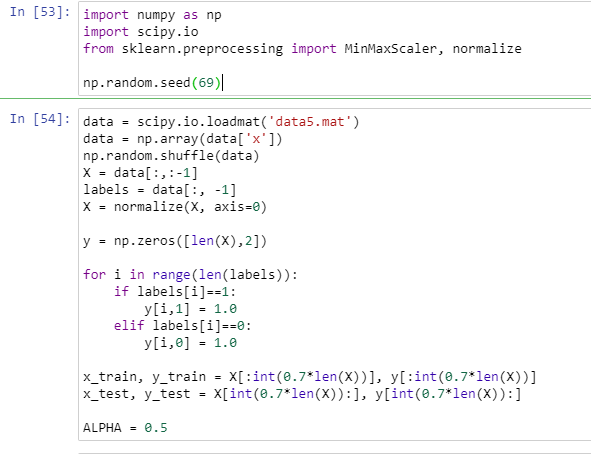 In [53]:
import numpy as np
import scipy.io
from sklearn.preprocessing import MinMaxScaler, normalize
np.random.seed(69)
In [54]:
data = scipy.io.loadmat('data5.mat')
data = np.array(data['x'])
np.random.shuffle(data)
X = data[:,:-1]
labels = data[:, -1]
X = normalize(X, axis=0)
y = np.zeros([len(X),2])
for i in range(len(labels)):
    if labels[i]==1:
        y[i,1] = 1.0
    elif labels[i]==0:
        y[i,0] = 1.0
x_train, y_train = X[:int(0.7*len(X))], y[:int(0.7*len(X))]
x_test, y_test = X[int(0.7*len(X)):], y[int(0.7*len(X)):]
ALPHA = 0.5